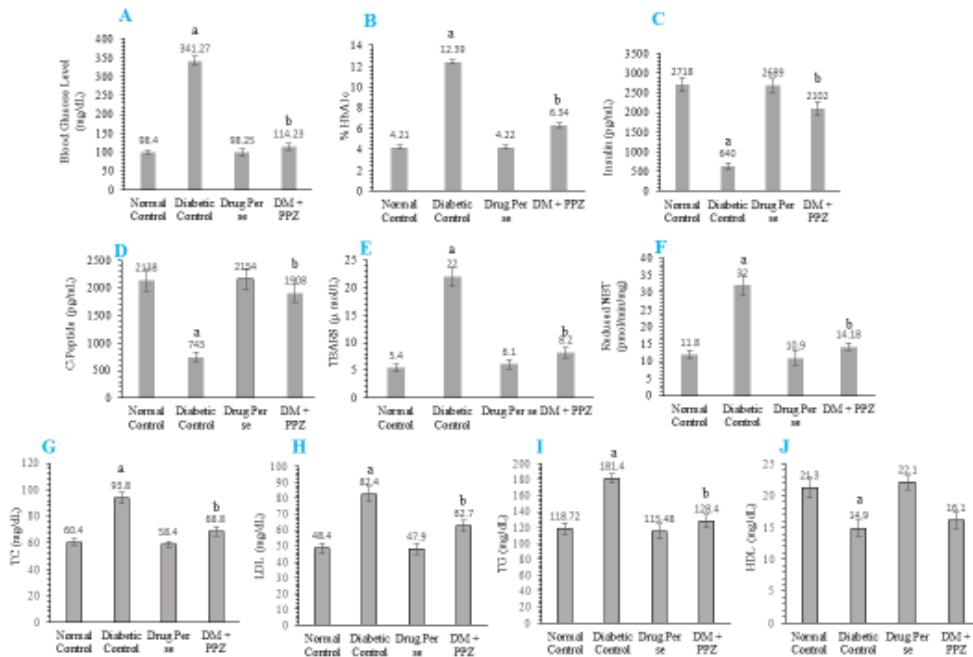 A
Blood Glucose Level
(mg/dL)
400
350
300
250
200
150
100
50
0
98.4
a
341.27
98.25
b
114.23
Normal
Control
Diabetic
Control
Drug Per
se
DM +
PPZ
B
% HbA1c
14
12
10
8
6
4
2
0
4.21
a
12.39
4.22
b
6.34
Normal
Control
Diabetic
Control
Drug Per
se
DM + PPZ
C
Insulin (pg/mL)
3500
3000
2500
2000
1500
1000
500
0
2718
a
640
2689
b
2102
Normal
Control
Diabetic
Control
Drug Per
se
DM +
PPZ
D
C-Peptide (pg/mL)
2500
2000
1500
1000
500
0
2138
a
2154
b
1908
Normal
Control
Diabetic
Control
Drug Per
se
DM +
PPZ
E
TBARS (µ mol/L)
30
25
20
15
10
5
0
5.4
a
22
6.1
b
8.2
Normal
Control
Diabetic
Control
Drug Per se
DM + PPZ
F
Reduced NBT
(pmol/min/mg)
40
35
30
25
20
15
10
5
0
11.8
a
32
10.9
b
14.18
Normal
Control
Diabetic
Control
Drug Per
se
DM + PPZ
G
TC (mg/dL)
120
100
80
60
40
20
0
60.4
a
58.4
b
68.8
Normal
Control
Diabetic
Control
Drug Per
se
DM +
PPZ
H
LDL (mg/dL)
100
90
80
70
60
50
40
30
20
10
0
48.4
a
82.4
47.9
b
62.7
Normal
Control
Diabetic
Control
Drug Per
se
DM +
PPZ
I
TG (mg/dL)
200
180
160
140
120
100
80
60
40
20
0
118.72
a
181.4
115.48
b
128.4
Normal
Control
Diabetic
Control
Drug Per
se
DM +
PPZ
J
HDL (mg/dL)
25
20
15
10
5
0
21.3
a
14.9
22.1
16.1
Normal
Control
Diabetic
Control
Drug Per
se
DM +
PPZ